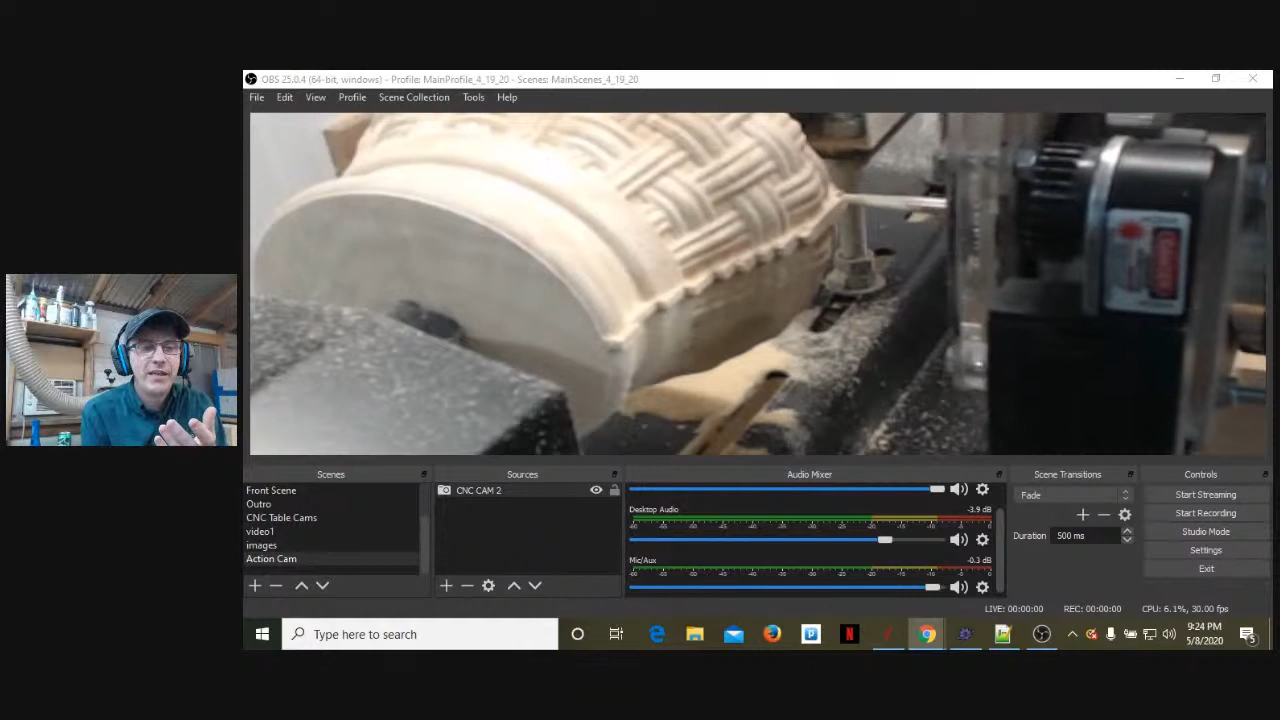 OBS 25.0.4 (64-bit, windows) - Profile: MainProfile_4_19_20 - Scenes: MainScenes_4_19_20
File Edit View Profile Scene Collection Tools Help
Scenes
Front Scene
Outro
CNC Table Cams
video1
images
Action Cam
Sources
CNC CAM 2
Audio Mixer
Desktop Audio -3.9 dB
Mic/Aux -0.3 dB
Scene Transitions
Fade
Duration 500 ms
Controls
Start Streaming
Start Recording
Studio Mode
Settings
Exit
LIVE: 00:00:00 REC: 00:00:00 CPU: 6.1%, 30.00 fps
Type here to search
9:24 PM
5/8/2020